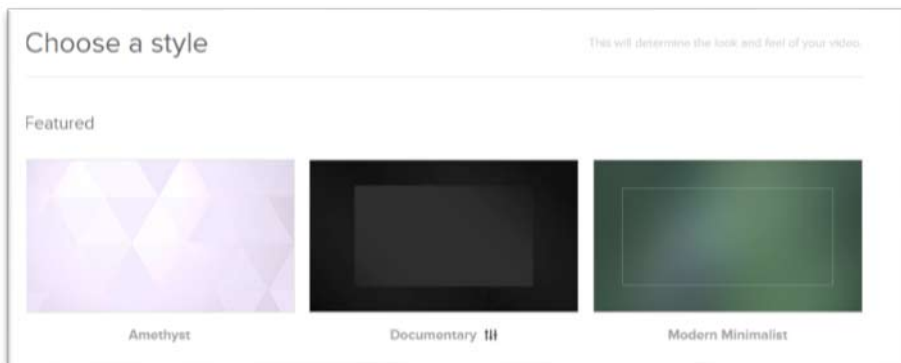 Choose a style
This will determine the look and feel of your video.
Featured
Amethyst
Documentary
Modern Minimalist